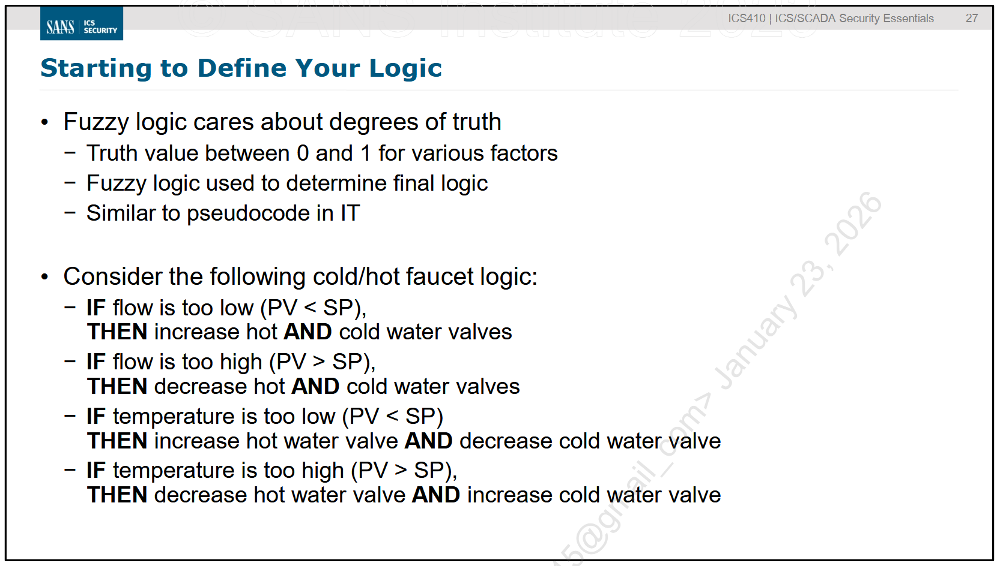 © SANS Institute 2026
SANS
ICS
SECURITY
ICS410 | ICS/SCADA Security Essentials 27
Starting to Define Your Logic
• Fuzzy logic cares about degrees of truth
− Truth value between 0 and 1 for various factors
− Fuzzy logic used to determine final logic
− Similar to pseudocode in IT
• Consider the following cold/hot faucet logic:
− IF flow is too low (PV < SP),
THEN increase hot AND cold water valves
− IF flow is too high (PV > SP),
THEN decrease hot AND cold water valves
− IF temperature is too low (PV < SP)
THEN increase hot water valve AND decrease cold water valve
− IF temperature is too high (PV > SP),
THEN decrease hot water valve AND increase cold water valve
15@gmail_com> January 23, 2026